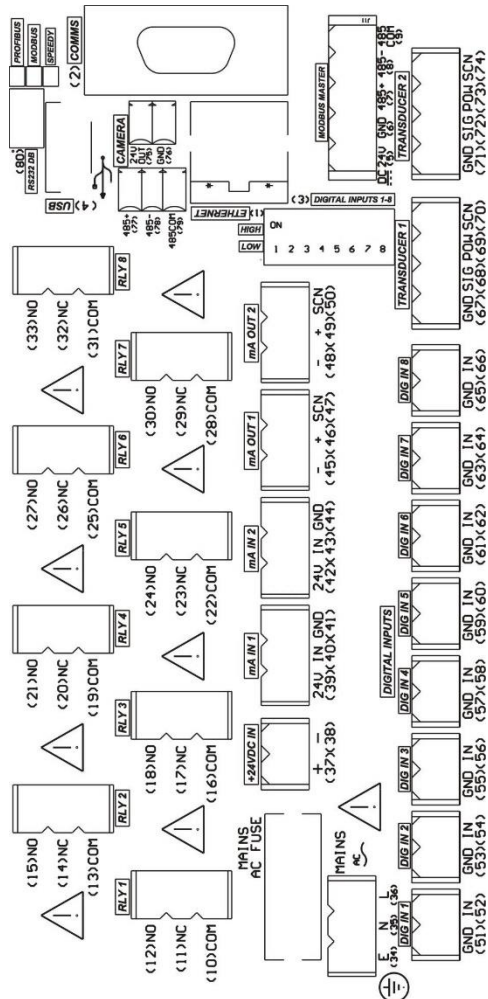 PROFIBUS
MODBUS
SPEEDY
(80)
RS232 DB
(2) COMMS
USB
(4)
CAMERA
24V OUT (75)
GND (76)
485+ (77)
485- (78)
485COM (79)
ETHERNET
(1)
(3) DIGITAL INPUTS 1-8
HIGH
LOW
ON
1 2 3 4 5 6 7 8
J11
MODBUS MASTER
DC 24V GND 485+ 485- 485 COM
(5) (6) (7) (8) (9)
TRANSDUCER 2
GND SIG POW SCN
(71)(72)(73)(74)
TRANSDUCER 1
GND SIG POW SCN
(67)(68)(69)(70)
RLY 8
(33)NO
(32)NC
(31)COM
RLY 7
(30)NO
(29)NC
(28)COM
RLY 6
(27)NO
(26)NC
(25)COM
RLY 5
(24)NO
(23)NC
(22)COM
RLY 4
(21)NO
(20)NC
(19)COM
RLY 3
(18)NO
(17)NC
(16)COM
RLY 2
(15)NO
(14)NC
(13)COM
RLY 1
(12)NO
(11)NC
(10)COM
mA OUT 2
- + SCN
(48)(49)(50)
mA OUT 1
- + SCN
(45)(46)(47)
mA IN 2
24V IN GND
(42)(43)(44)
mA IN 1
24V IN GND
(39)(40)(41)
+24VDC IN
+ -
(37)(38)
MAINS
AC FUSE
MAINS
AC
E N L
(34) (35) (36)
DIGITAL INPUTS
DIG IN 8
GND IN
(65)(66)
DIG IN 7
GND IN
(63)(64)
DIG IN 6
GND IN
(61)(62)
DIG IN 5
GND IN
(59)(60)
DIG IN 4
GND IN
(57)(58)
DIG IN 3
GND IN
(55)(56)
DIG IN 2
GND IN
(53)(54)
DIG IN 1
GND IN
(51)(52)